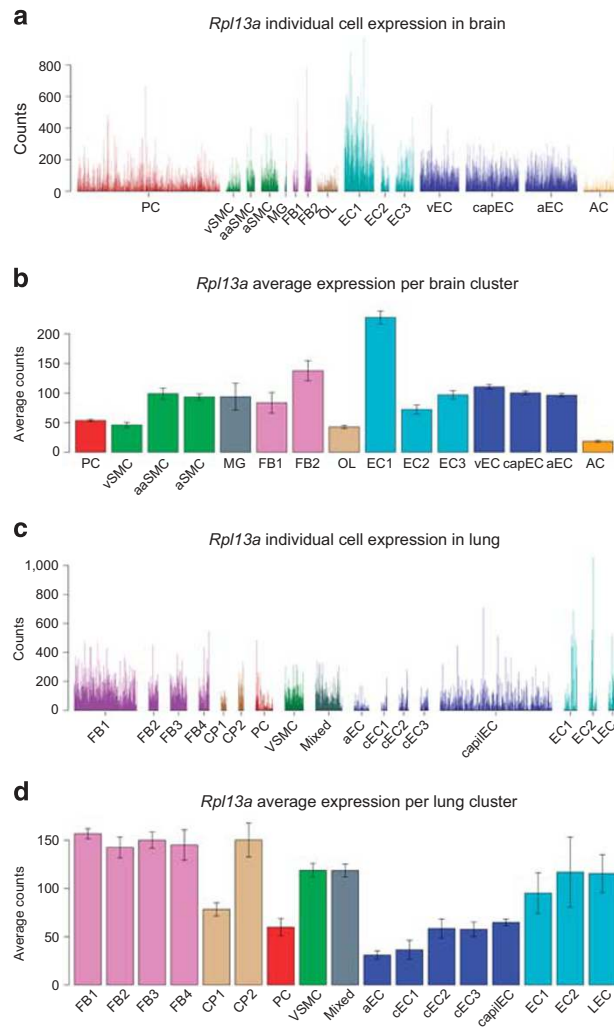 a
Rpl13a individual cell expression in brain
Counts
800
600
400
200
0
PC vSMC aaSMC aSMC MG FB1 FB2 OL EC1 EC2 EC3 vEC capEC aEC AC
b
Rpl13a average expression per brain cluster
Average counts
200
150
100
50
0
PC vSMC aaSMC aSMC MG FB1 FB2 OL EC1 EC2 EC3 vEC capEC aEC AC
c
Rpl13a individual cell expression in lung
Counts
1,000
800
600
400
200
0
FB1 FB2 FB3 FB4 CP1 CP2 PC VSMC Mixed aEC cEC1 cEC2 cEC3 capilEC EC1 EC2 LEC
d
Rpl13a average expression per lung cluster
Average counts
150
100
50
0
FB1 FB2 FB3 FB4 CP1 CP2 PC VSMC Mixed aEC cEC1 cEC2 cEC3 capilEC EC1 EC2 LEC